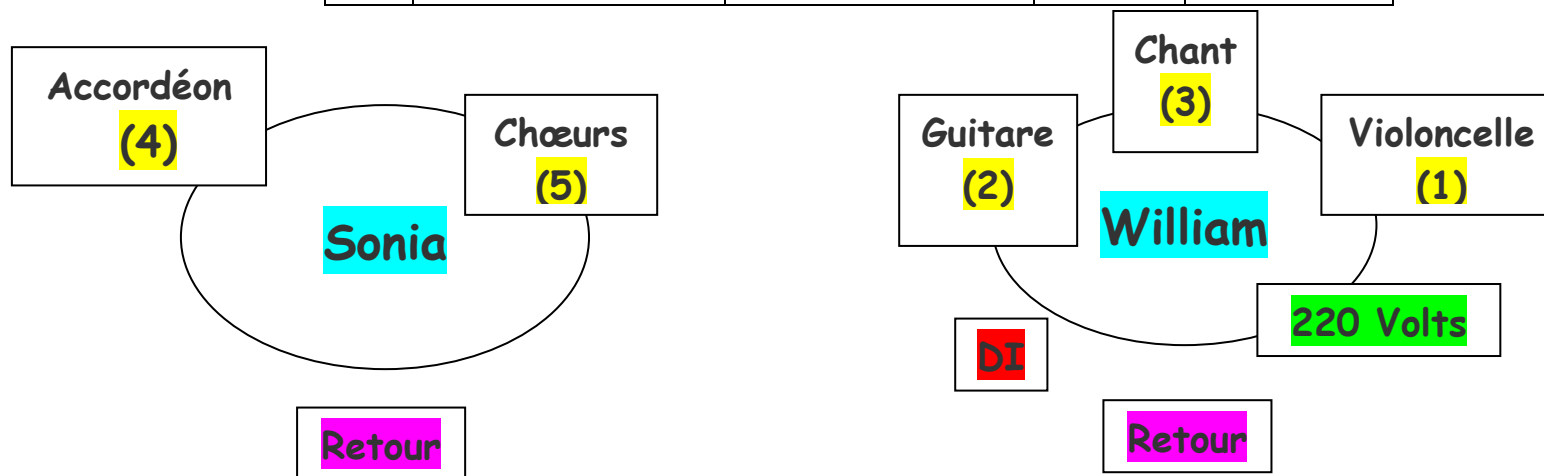 Accordéon
(4)
Chœurs
(5)
Sonia
Retour
Chant
(3)
Guitare
(2)
Violoncelle
(1)
William
220 Volts
DI
Retour